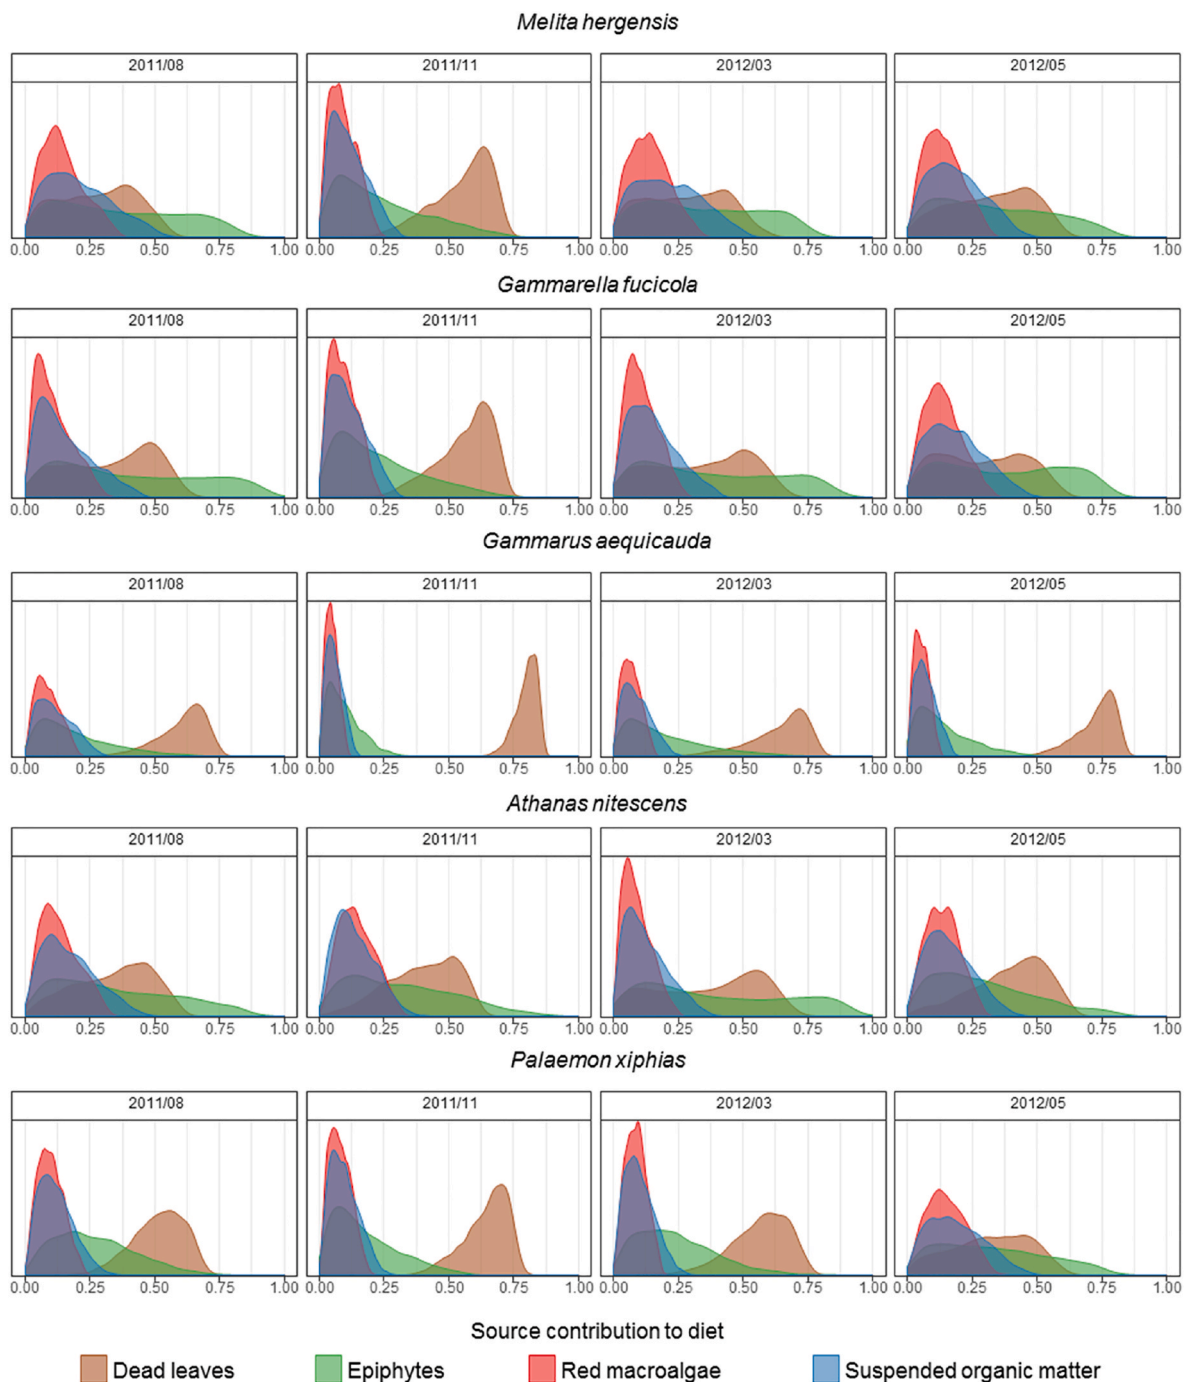 Melita hergensis
2011/08 2011/11 2012/03 2012/05
0.00 0.25 0.50 0.75 1.00 0.00 0.25 0.50 0.75 1.00 0.00 0.25 0.50 0.75 1.00 0.00 0.25 0.50 0.75 1.00
Gammarella fucicola
2011/08 2011/11 2012/03 2012/05
0.00 0.25 0.50 0.75 1.00 0.00 0.25 0.50 0.75 1.00 0.00 0.25 0.50 0.75 1.00 0.00 0.25 0.50 0.75 1.00
Gammarus aequicauda
2011/08 2011/11 2012/03 2012/05
0.00 0.25 0.50 0.75 1.00 0.00 0.25 0.50 0.75 1.00 0.00 0.25 0.50 0.75 1.00 0.00 0.25 0.50 0.75 1.00
Athanas nitescens
2011/08 2011/11 2012/03 2012/05
0.00 0.25 0.50 0.75 1.00 0.00 0.25 0.50 0.75 1.00 0.00 0.25 0.50 0.75 1.00 0.00 0.25 0.50 0.75 1.00
Palaemon xiphias
2011/08 2011/11 2012/03 2012/05
0.00 0.25 0.50 0.75 1.00 0.00 0.25 0.50 0.75 1.00 0.00 0.25 0.50 0.75 1.00 0.00 0.25 0.50 0.75 1.00
Source contribution to diet
Dead leaves Epiphytes Red macroalgae Suspended organic matter